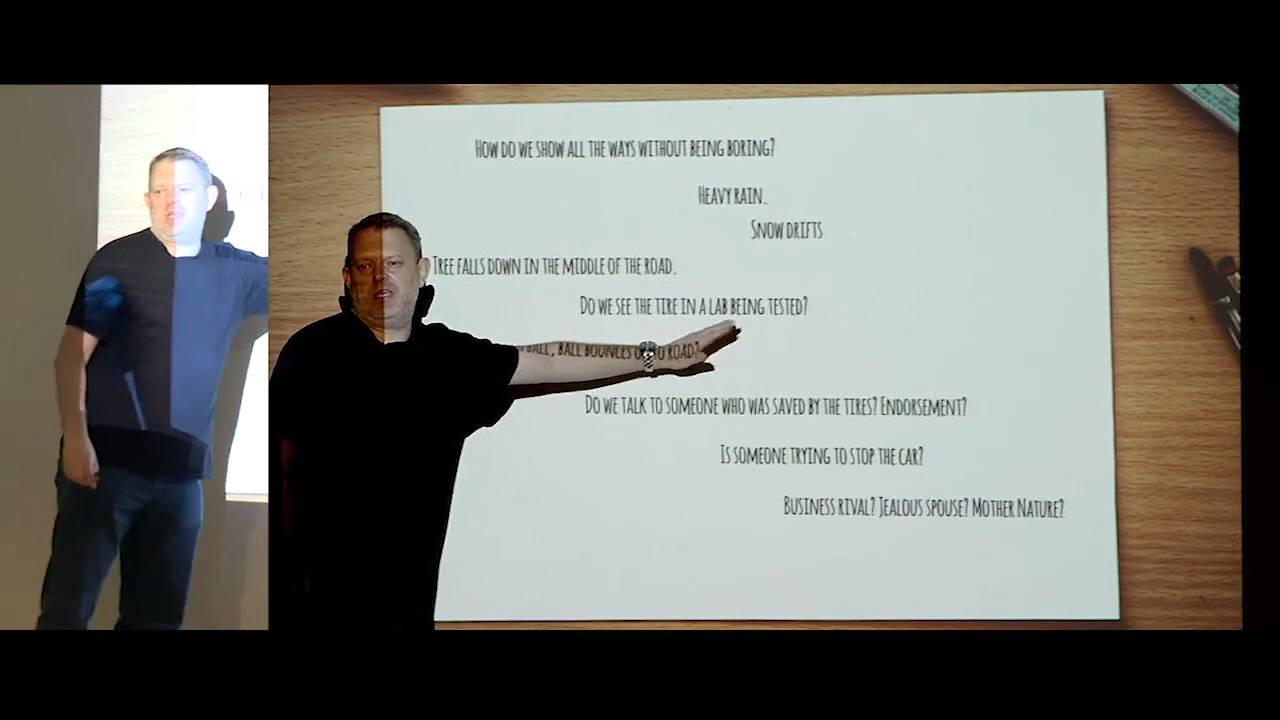 How do we show all the ways without being boring?
Heavy rain.
Snow drifts
Tree falls down in the middle of the road.
Do we see the tire in a lab being tested?
ball, ball bounces road?
Do we talk to someone who was saved by the tires? Endorsement?
Is someone trying to stop the car?
Business rival? Jealous spouse? Mother Nature?